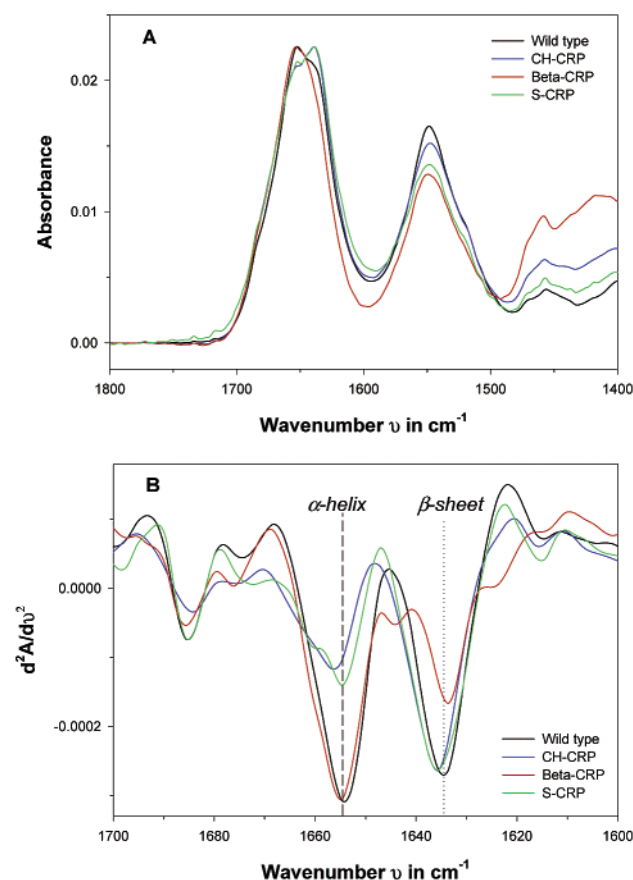 A
Wild type
CH-CRP
Beta-CRP
S-CRP
Absorbance
0.02
0.01
0.00
1800 1700 1600 1500 1400
Wavenumber υ in cm⁻¹
B
α-helix β-sheet
d²A/dυ²
0.0000
-0.0002
Wild type
CH-CRP
Beta-CRP
S-CRP
1700 1680 1660 1640 1620 1600
Wavenumber υ in cm⁻¹